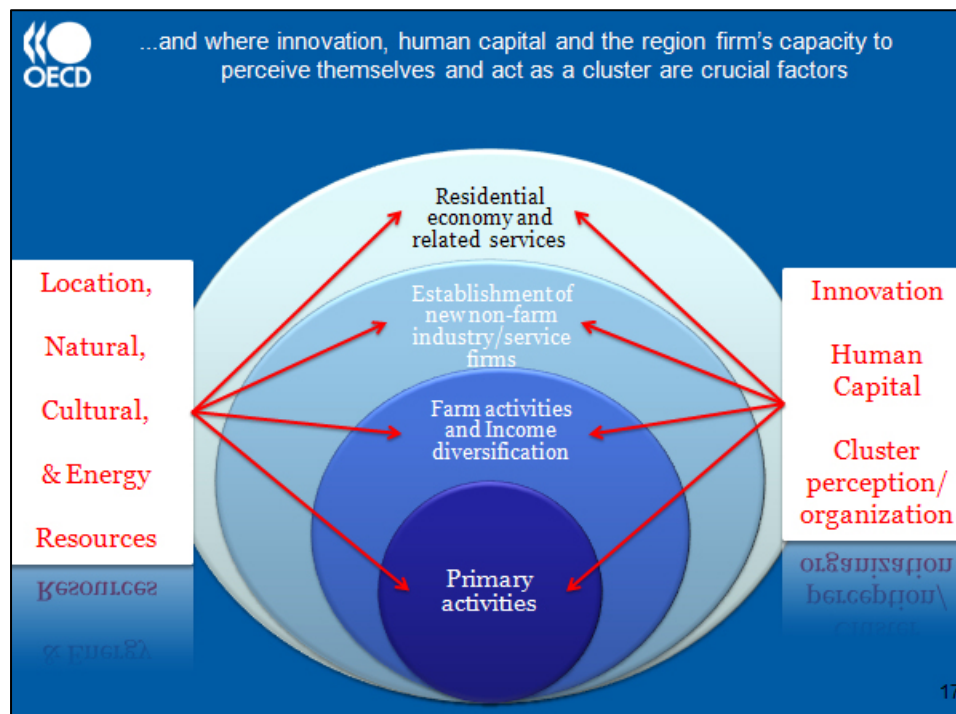 ...and where innovation, human capital and the region firm's capacity to
perceive themselves and act as a cluster are crucial factors
OECD
Residential
economy and
related services
Establishment of
new non-farm
industry/service
firms
Farm activities
and Income
diversification
Primary
activities
Location,
Natural,
Cultural,
& Energy
Resources
Innovation
Human
Capital
Cluster
perception/
organization
17